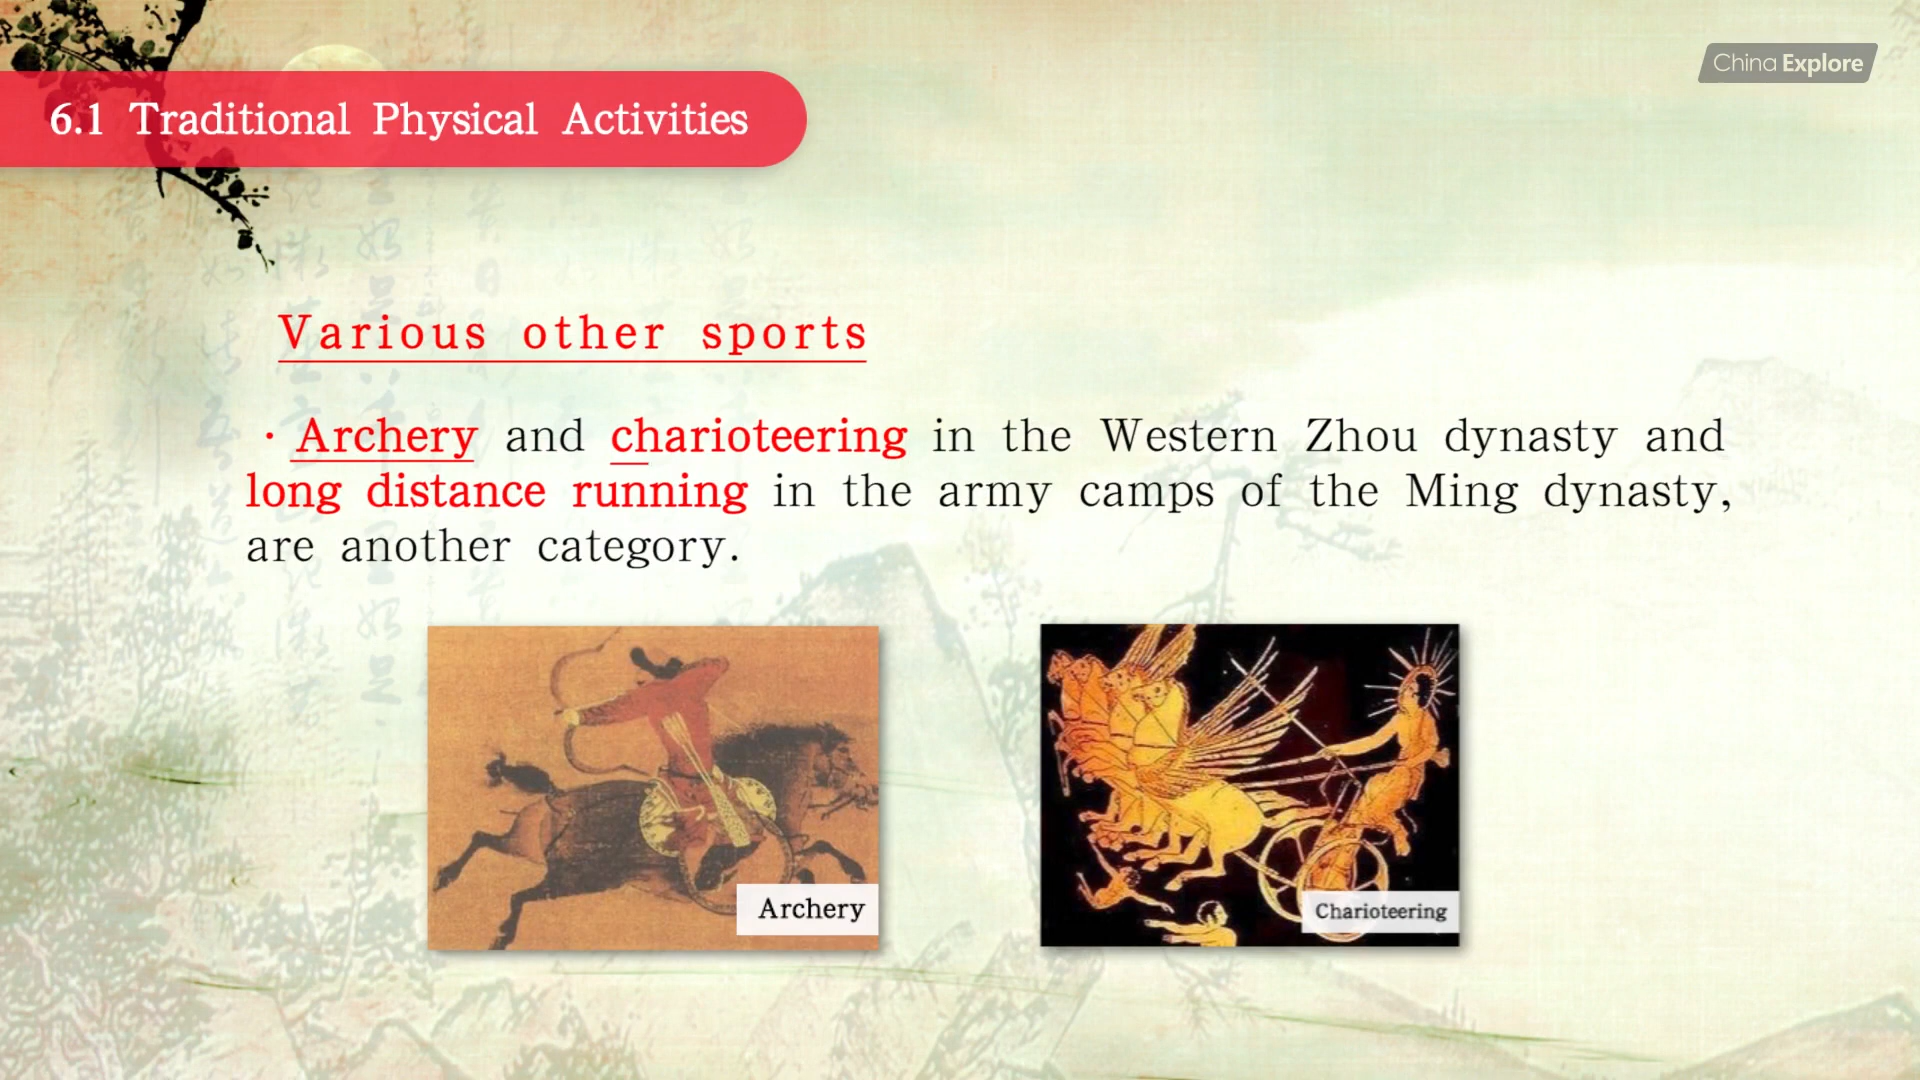 China Explore
6.1 Traditional Physical Activities
Various other sports
· Archery and charioteering in the Western Zhou dynasty and
long distance running in the army camps of the Ming dynasty,
are another category.
Archery
Charioteering